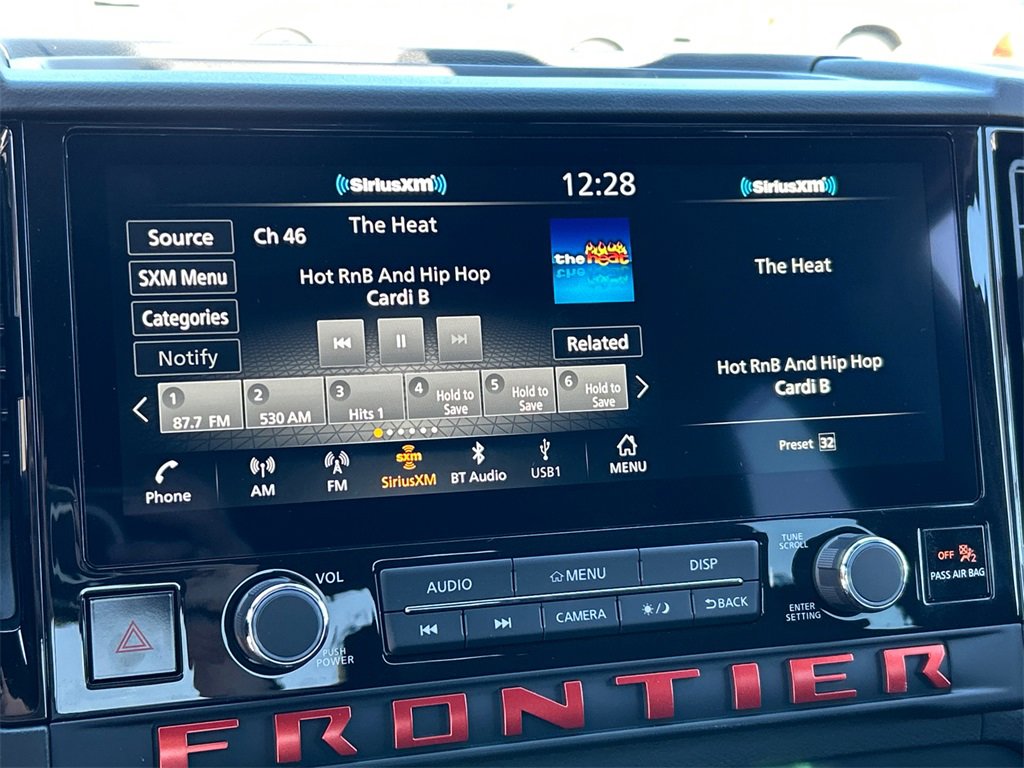 SiriusXM
12:28
SiriusXM
Source
Ch 46
The Heat
the heat
SXM Menu
Hot RnB And Hip Hop
Cardi B
Categories
Notify
Related
The Heat
Hot RnB And Hip Hop
Cardi B
Preset 32
1 87.7 FM
2 530 AM
3 Hits 1
4 Hold to Save
5 Hold to Save
6 Hold to Save
Phone
AM
FM
sxm
SiriusXM
BT Audio
USB1
MENU
VOL
PUSH
POWER
AUDIO
MENU
DISP
CAMERA
BACK
TUNE
SCROLL
ENTER
SETTING
OFF 2
PASS AIR BAG
FRONTIER